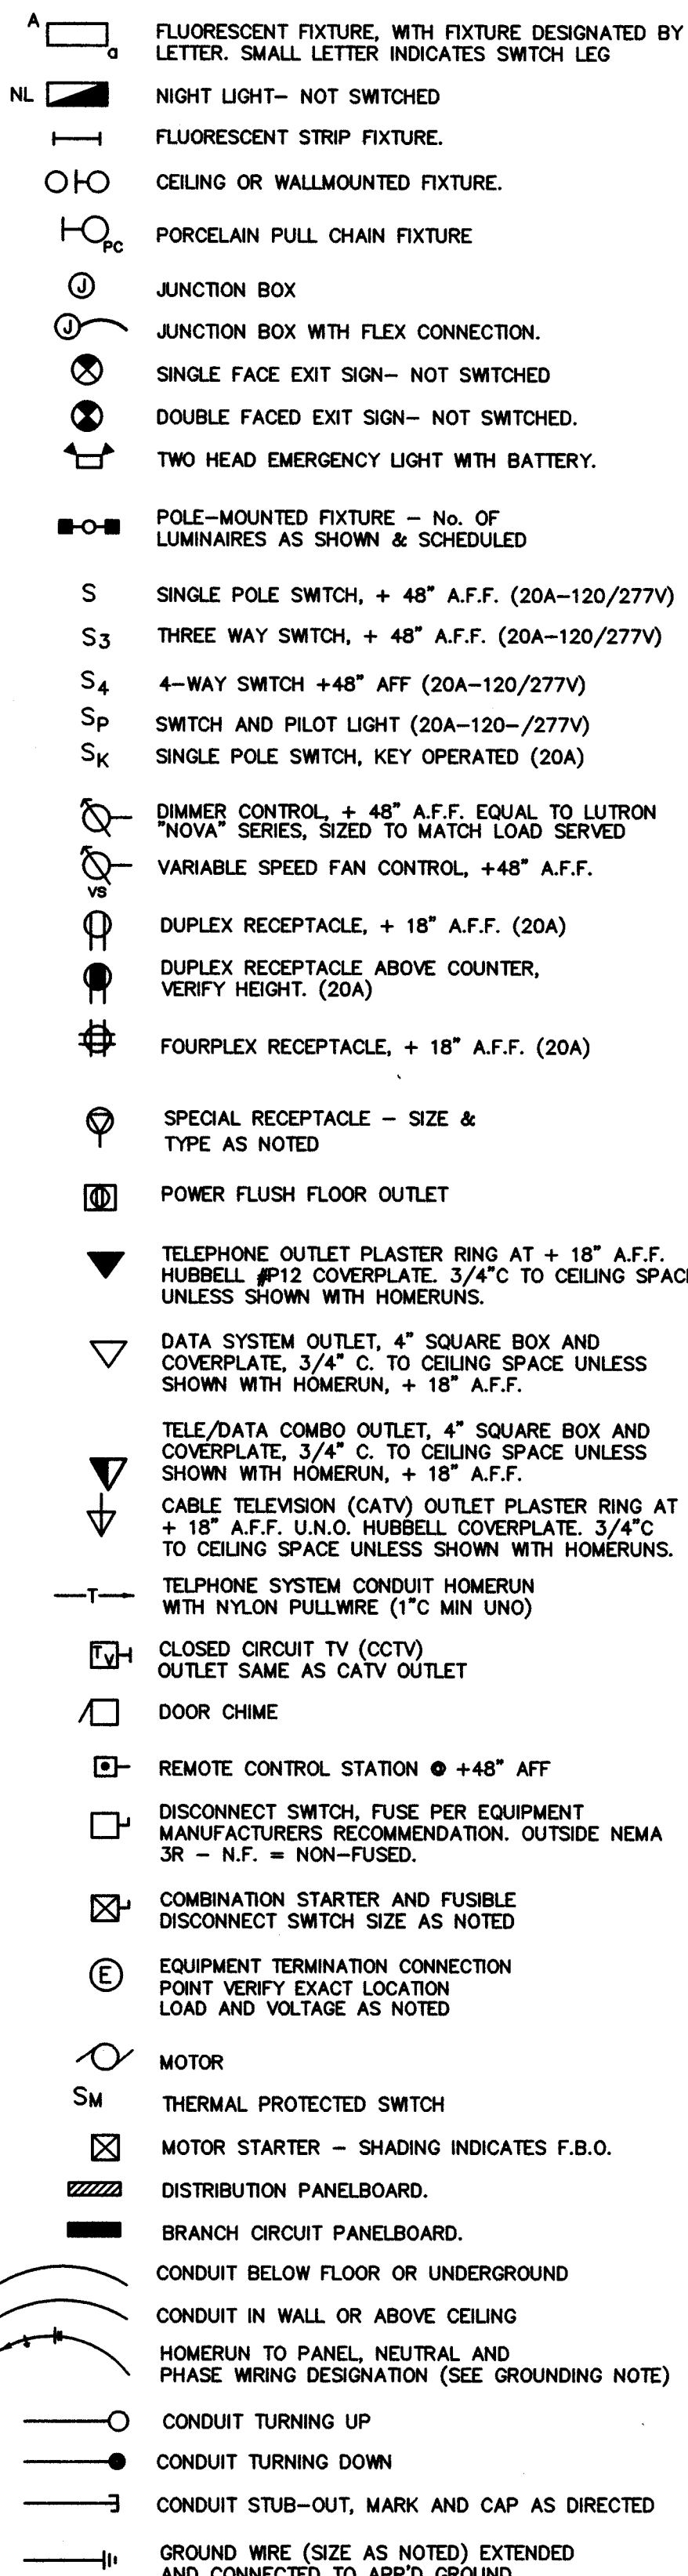 A FLUORESCENT FIXTURE, WITH FIXTURE DESIGNATED BY
a LETTER. SMALL LETTER INDICATES SWITCH LEG
NL NIGHT LIGHT– NOT SWITCHED
FLUORESCENT STRIP FIXTURE.
CEILING OR WALLMOUNTED FIXTURE.
PC PORCELAIN PULL CHAIN FIXTURE
J JUNCTION BOX
J JUNCTION BOX WITH FLEX CONNECTION.
SINGLE FACE EXIT SIGN– NOT SWITCHED
DOUBLE FACED EXIT SIGN– NOT SWITCHED.
TWO HEAD EMERGENCY LIGHT WITH BATTERY.
POLE–MOUNTED FIXTURE – No. OF
LUMINAIRES AS SHOWN & SCHEDULED
S SINGLE POLE SWITCH, + 48" A.F.F. (20A–120/277V)
S3 THREE WAY SWITCH, + 48" A.F.F. (20A–120/277V)
S4 4–WAY SWITCH +48" AFF (20A–120/277V)
SP SWITCH AND PILOT LIGHT (20A–120–/277V)
SK SINGLE POLE SWITCH, KEY OPERATED (20A)
DIMMER CONTROL, + 48" A.F.F. EQUAL TO LUTRON
"NOVA" SERIES, SIZED TO MATCH LOAD SERVED
VS VARIABLE SPEED FAN CONTROL, +48" A.F.F.
DUPLEX RECEPTACLE, + 18" A.F.F. (20A)
DUPLEX RECEPTACLE ABOVE COUNTER,
VERIFY HEIGHT. (20A)
FOURPLEX RECEPTACLE, + 18" A.F.F. (20A)
SPECIAL RECEPTACLE – SIZE &
TYPE AS NOTED
POWER FLUSH FLOOR OUTLET
TELEPHONE OUTLET PLASTER RING AT + 18" A.F.F.
HUBBELL #P12 COVERPLATE. 3/4"C TO CEILING SPAC
UNLESS SHOWN WITH HOMERUNS.
DATA SYSTEM OUTLET, 4" SQUARE BOX AND
COVERPLATE, 3/4" C. TO CEILING SPACE UNLESS
SHOWN WITH HOMERUN, + 18" A.F.F.
TELE/DATA COMBO OUTLET, 4" SQUARE BOX AND
COVERPLATE, 3/4" C. TO CEILING SPACE UNLESS
SHOWN WITH HOMERUN, + 18" A.F.F.
CABLE TELEVISION (CATV) OUTLET PLASTER RING AT
+ 18" A.F.F. U.N.O. HUBBELL COVERPLATE. 3/4"C
TO CEILING SPACE UNLESS SHOWN WITH HOMERUNS.
T TELPHONE SYSTEM CONDUIT HOMERUN
WITH NYLON PULLWIRE (1"C MIN UNO)
TV CLOSED CIRCUIT TV (CCTV)
OUTLET SAME AS CATV OUTLET
DOOR CHIME
REMOTE CONTROL STATION @ +48" AFF
DISCONNECT SWITCH, FUSE PER EQUIPMENT
MANUFACTURERS RECOMMENDATION. OUTSIDE NEMA
3R – N.F. = NON–FUSED.
COMBINATION STARTER AND FUSIBLE
DISCONNECT SWITCH SIZE AS NOTED
E EQUIPMENT TERMINATION CONNECTION
POINT VERIFY EXACT LOCATION
LOAD AND VOLTAGE AS NOTED
MOTOR
SM THERMAL PROTECTED SWITCH
MOTOR STARTER – SHADING INDICATES F.B.O.
DISTRIBUTION PANELBOARD.
BRANCH CIRCUIT PANELBOARD.
CONDUIT BELOW FLOOR OR UNDERGROUND
CONDUIT IN WALL OR ABOVE CEILING
HOMERUN TO PANEL, NEUTRAL AND
PHASE WIRING DESIGNATION (SEE GROUNDING NOTE)
CONDUIT TURNING UP
CONDUIT TURNING DOWN
CONDUIT STUB–OUT, MARK AND CAP AS DIRECTED
GROUND WIRE (SIZE AS NOTED) EXTENDED
AND CONNECTED TO APP'D GROUND